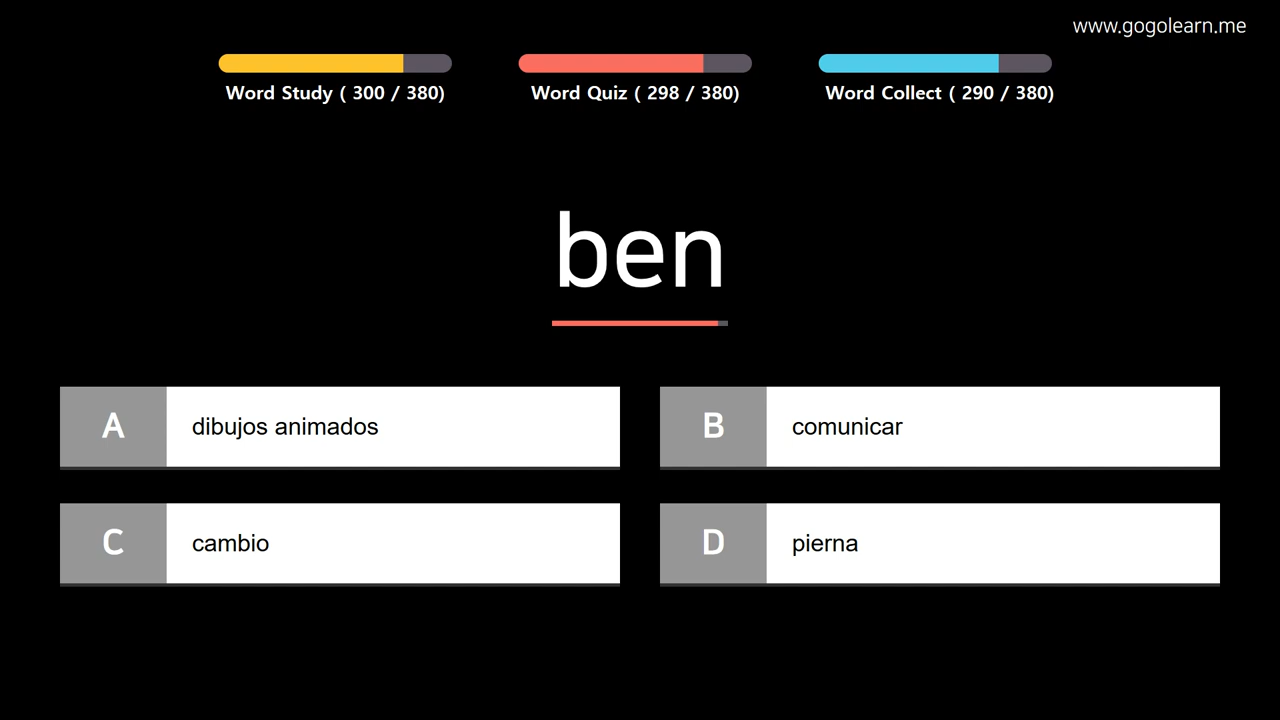 www.gogolearn.me
Word Study ( 300 / 380)
Word Quiz ( 298 / 380)
Word Collect ( 290 / 380)
ben
A dibujos animados
B comunicar
C cambio
D pierna